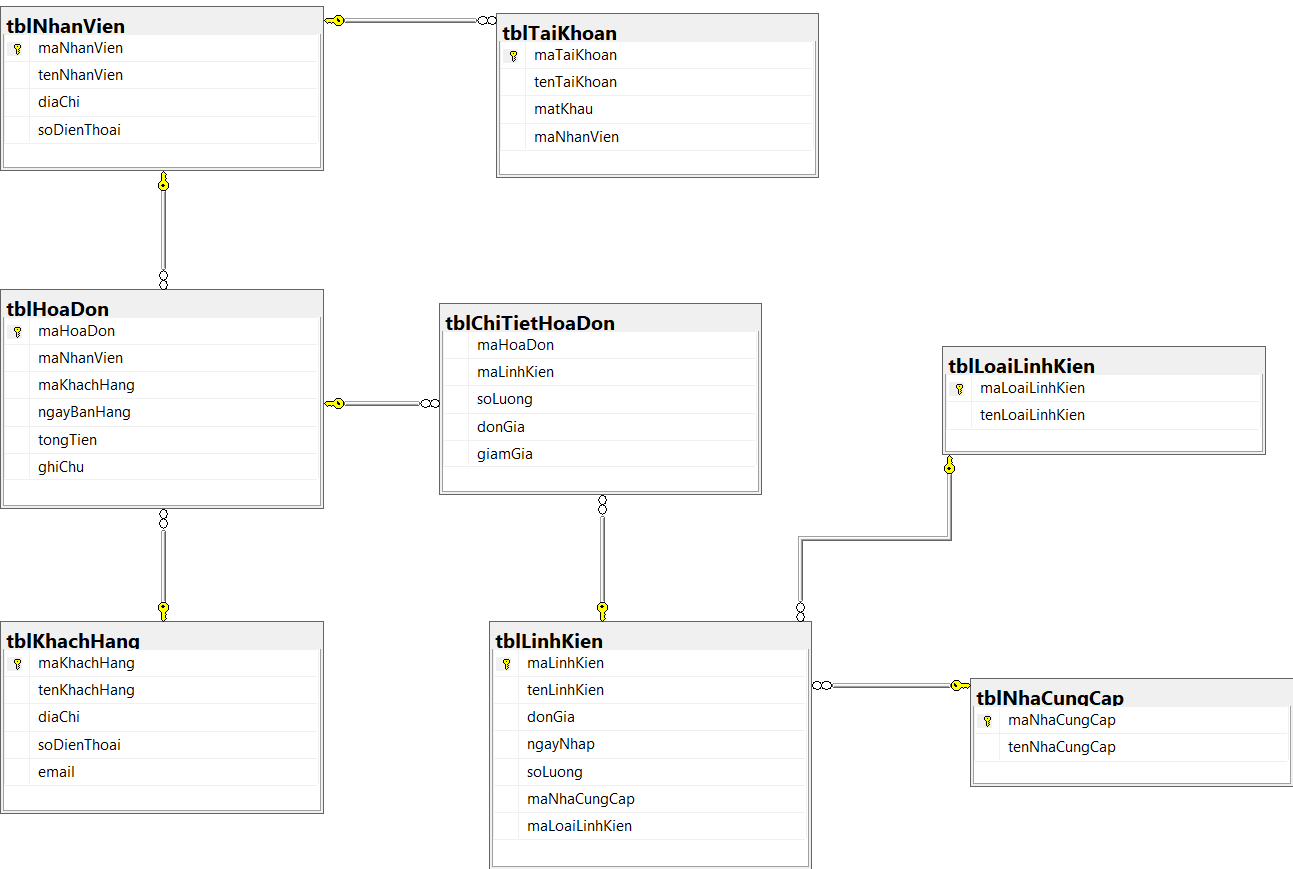 tblNhanVien
maNhanVien
tenNhanVien
diaChi
soDienThoai
tblTaiKhoan
maTaiKhoan
tenTaiKhoan
matKhau
maNhanVien
tblHoaDon
maHoaDon
maNhanVien
maKhachHang
ngayBanHang
tongTien
ghiChu
tblChiTietHoaDon
maHoaDon
maLinhKien
soLuong
donGia
giamGia
tblLoaiLinhKien
maLoaiLinhKien
tenLoaiLinhKien
tblKhachHang
maKhachHang
tenKhachHang
diaChi
soDienThoai
email
tblLinhKien
maLinhKien
tenLinhKien
donGia
ngayNhap
soLuong
maNhaCungCap
maLoaiLinhKien
tblNhaCungCap
maNhaCungCap
tenNhaCungCap